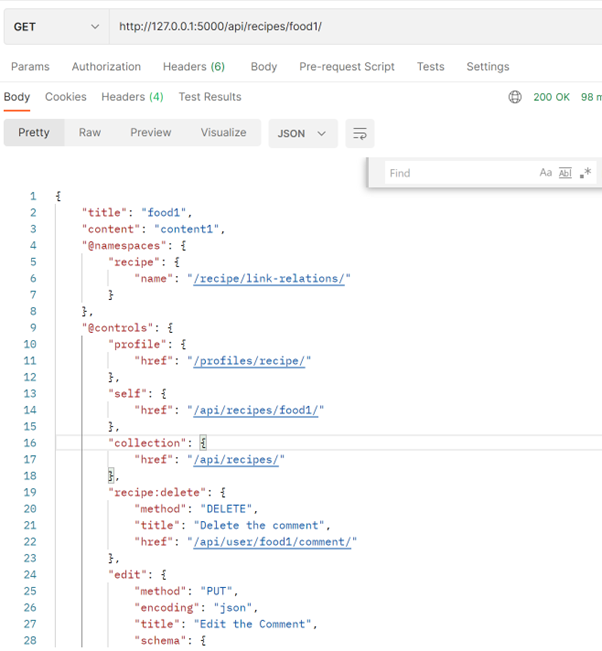 GET http://127.0.0.1:5000/api/recipes/food1/
Params Authorization Headers (6) Body Pre-request Script Tests Settings
Body Cookies Headers (4) Test Results 200 OK 98 m
Pretty Raw Preview Visualize JSON
Find Aa Abl .*
1 {
2 "title": "food1",
3 "content": "content1",
4 "@namespaces": {
5 "recipe": {
6 "name": "/recipe/link-relations/"
7 }
8 },
9 "@controls": {
10 "profile": {
11 "href": "/profiles/recipe/"
12 },
13 "self": {
14 "href": "/api/recipes/food1/"
15 },
16 "collection": {
17 "href": "/api/recipes/"
18 },
19 "recipe:delete": {
20 "method": "DELETE",
21 "title": "Delete the comment",
22 "href": "/api/user/food1/comment/"
23 },
24 "edit": {
25 "method": "PUT",
26 "encoding": "json",
27 "title": "Edit the Comment",
28 "schema": {